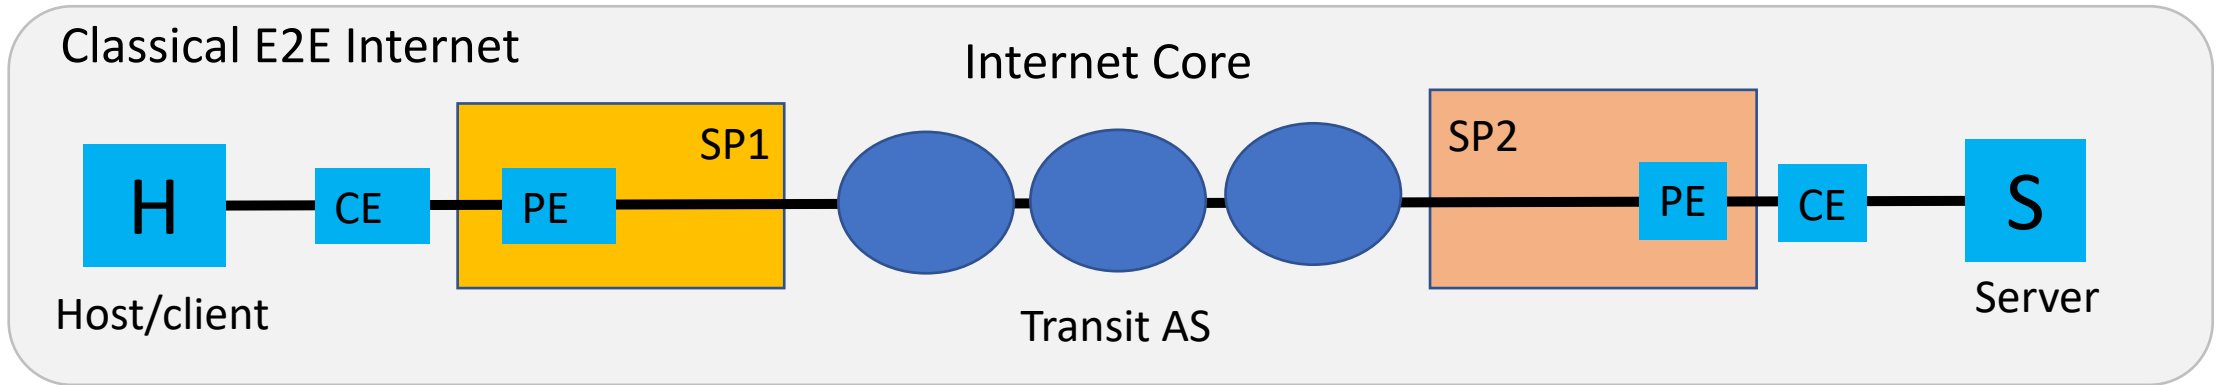 Classical E2E Internet
Internet Core
SP1
SP2
H
CE
PE
PE
CE
S
Host/client
Transit AS
Server